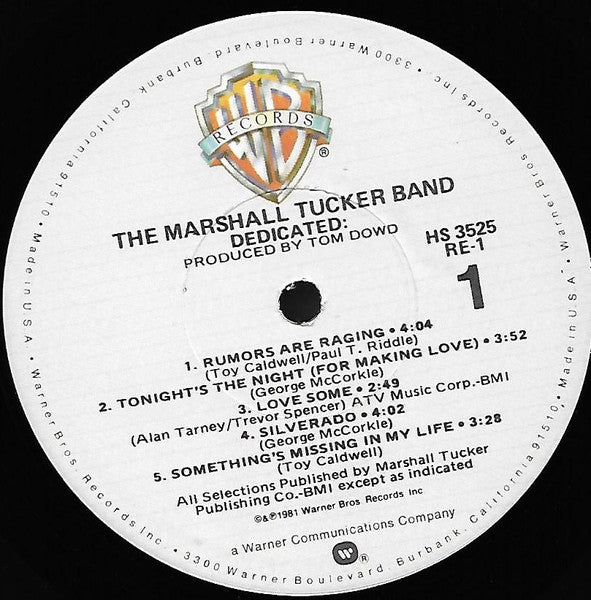 WB
RECORDS
®
THE MARSHALL TUCKER BAND
DEDICATED:
PRODUCED BY TOM DOWD
HS 3525
RE-1
1
1. RUMORS ARE RAGING • 4:04
(Toy Caldwell/Paul T. Riddle)
2. TONIGHT'S THE NIGHT (FOR MAKING LOVE) • 3:52
(George McCorkle)
3. LOVE SOME • 2:49
(Alan Tarney/Trevor Spencer) ATV Music Corp.-BMI
4. SILVERADO • 4:02
(George McCorkle)
5. SOMETHING'S MISSING IN MY LIFE • 3:28
(Toy Caldwell)
All Selections Published by Marshall Tucker
Publishing Co.-BMI except as indicated
©&℗1981 Warner Bros. Records Inc
a Warner Communications Company
W ®
Warner Bros. Records Inc. • 3300 Warner Boulevard, Burbank, California 91510, • Made in U.S.A. • Warner Bros Records Inc. • 3300 Warner Boulevard, Burbank, California 91510 • Made in U.S.A. •